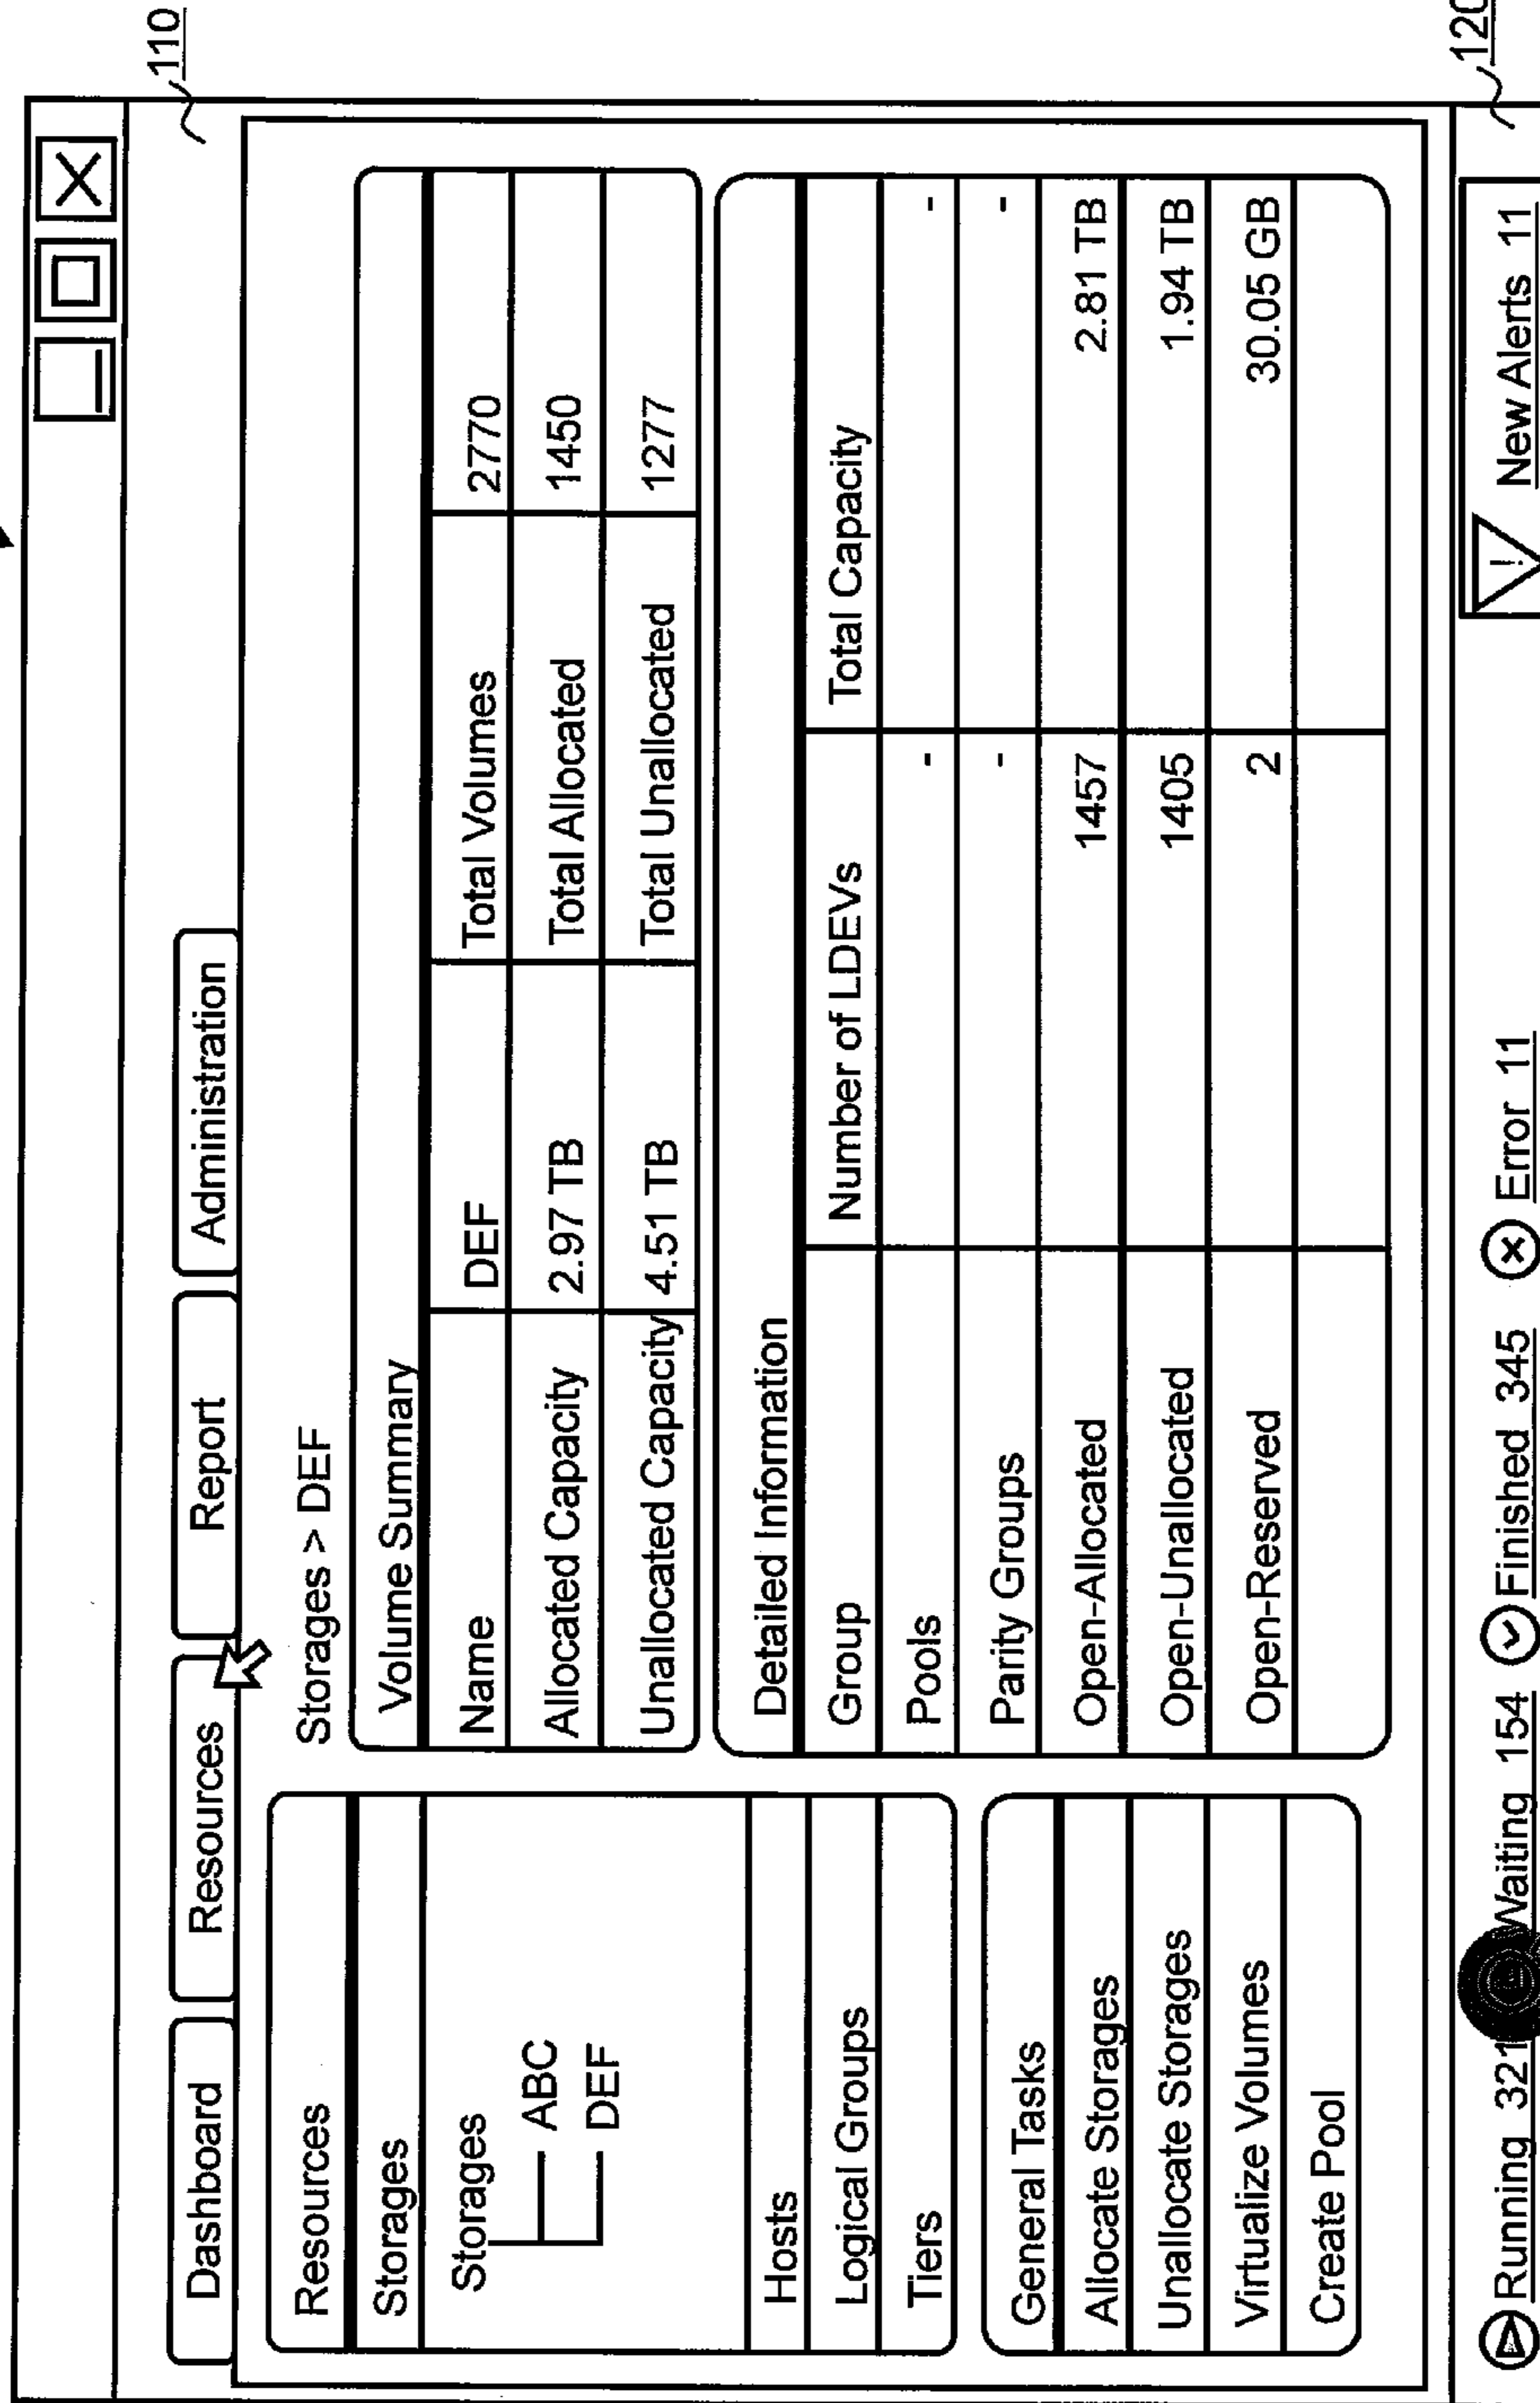 110
Dashboard
Resources
Report
Administration
Resources
Storages
Storages
ABC
DEF
Hosts
Logical Groups
Tiers
General Tasks
Allocate Storages
Unallocate Storages
Virtualize Volumes
Create Pool
Storages > DEF
Volume Summary
Name DEF Total Volumes 2770
Allocated Capacity 2.97 TB Total Allocated 1450
Unallocated Capacity 4.51 TB Total Unallocated 1277
Detailed Information
Group Number of LDEVs Total Capacity
Pools - -
Parity Groups - -
Open-Allocated 1457 2.81 TB
Open-Unallocated 1405 1.94 TB
Open-Reserved 2 30.05 GB
Running 321 Waiting 154 Finished 345 Error 11 ! New Alerts 11
120